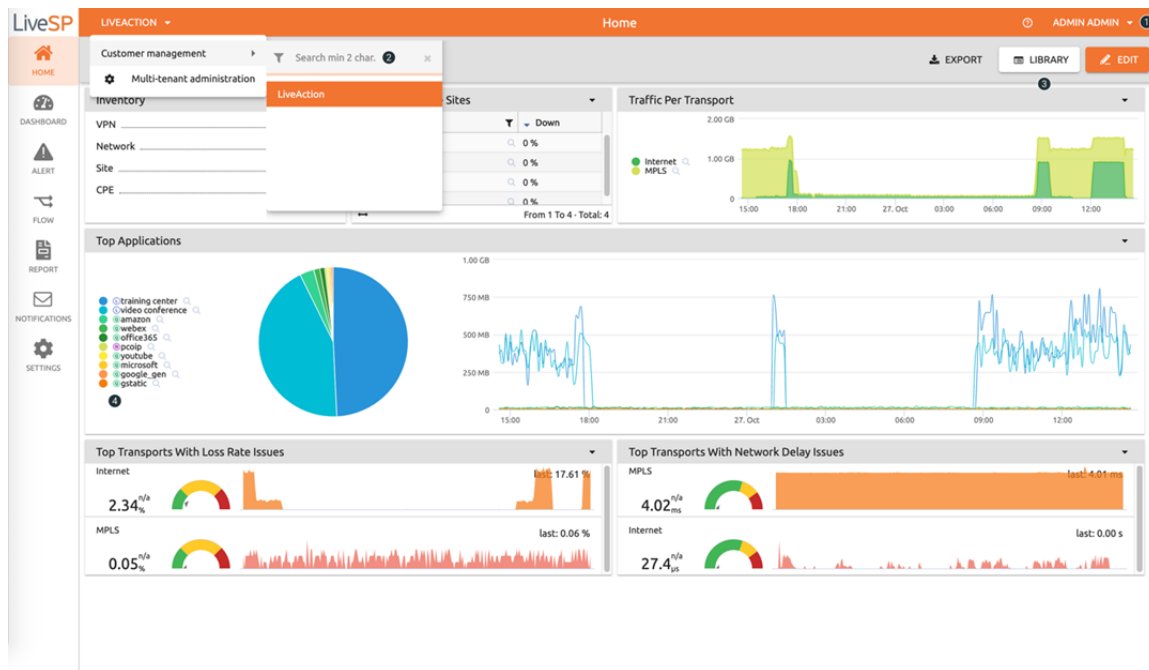 LiveSP
LIVEACTION
Home
ADMIN ADMIN
1
Customer management
Multi-tenant administration
Search min 2 char.
2
×
LiveAction
EXPORT
LIBRARY
EDIT
3
HOME
DASHBOARD
ALERT
FLOW
REPORT
NOTIFICATIONS
SETTINGS
Inventory
VPN
Network
Site
CPE
Sites
Down
0 %
0 %
0 %
0 %
From 1 To 4 - Total: 4
Traffic Per Transport
Internet
MPLS
2.00 GB
1.00 GB
0
15:00 18:00 21:00 27. Oct 03:00 06:00 09:00 12:00
Top Applications
training center
video conference
amazon
webex
office365
pcoip
youtube
microsoft
google_gen
gstatic
4
1.00 GB
750 MB
500 MB
250 MB
0
15:00 18:00 21:00 27. Oct 03:00 06:00 09:00 12:00
Top Transports With Loss Rate Issues
Internet
last: 17.61 %
2.34 n/a %
MPLS
last: 0.06 %
0.05 n/a %
Top Transports With Network Delay Issues
MPLS
last: 4.01 ms
4.02 n/a ms
Internet
last: 0.00 s
27.4 n/a µs